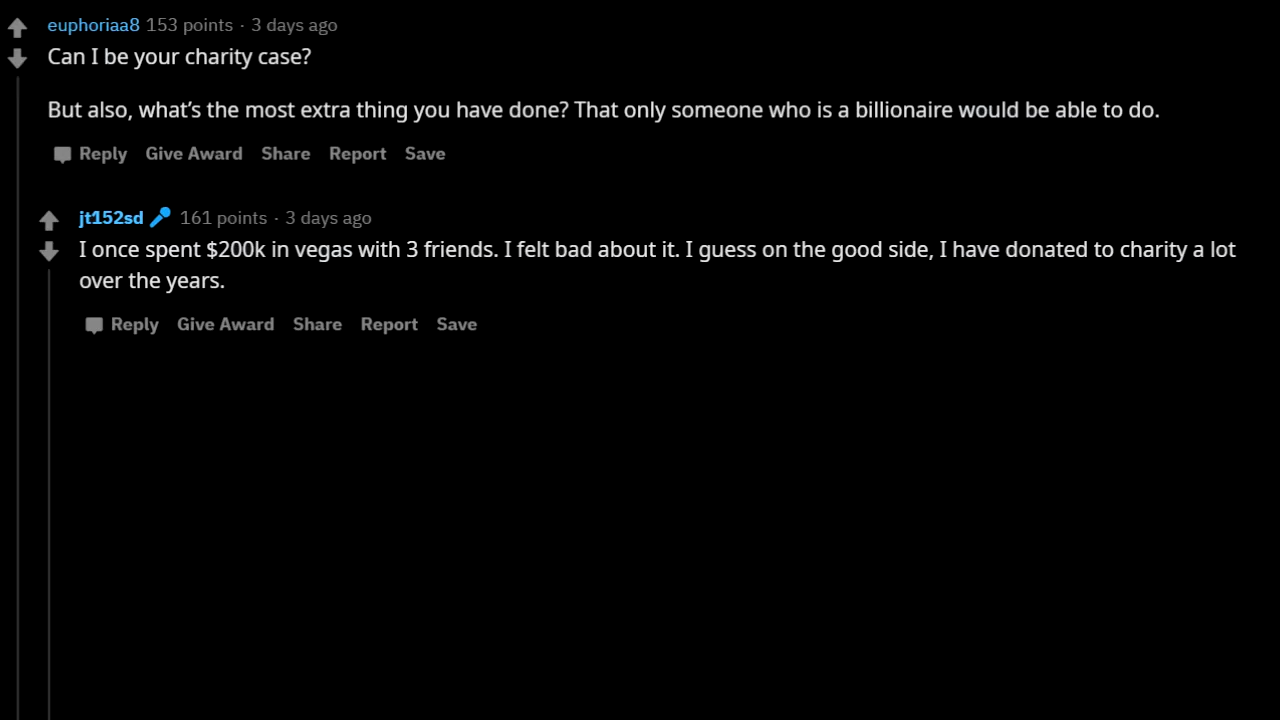 euphoriaa8 153 points · 3 days ago
Can I be your charity case?
But also, what’s the most extra thing you have done? That only someone who is a billionaire would be able to do.
Reply Give Award Share Report Save
jt152sd 161 points · 3 days ago
I once spent $200k in vegas with 3 friends. I felt bad about it. I guess on the good side, I have donated to charity a lot
over the years.
Reply Give Award Share Report Save